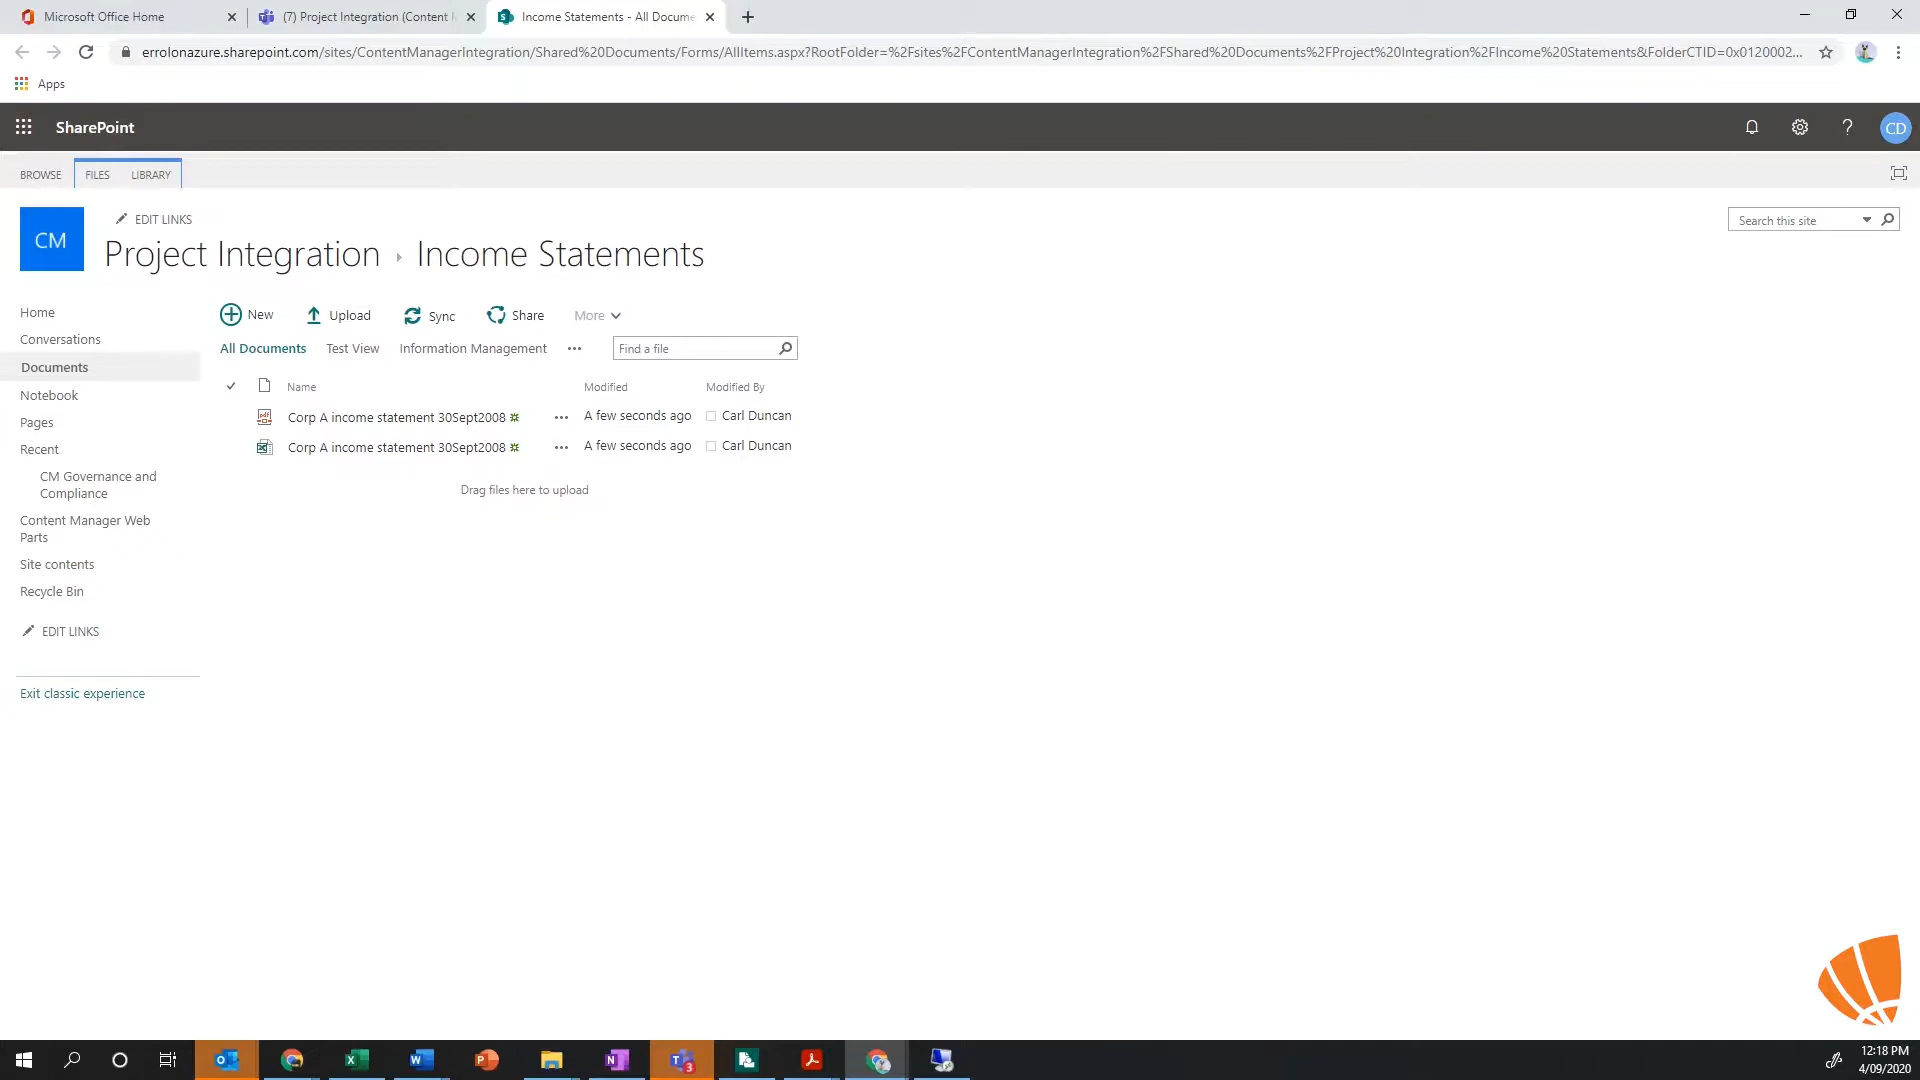 Microsoft Office Home
(7) Project Integration (Content M
Income Statements - All Docume
errolonazure.sharepoint.com/sites/ContentManagerIntegration/Shared%20Documents/Forms/AllItems.aspx?RootFolder=%2Fsites%2FContentManagerIntegration%2FShared%20Documents%2FProject%20Integration%2FIncome%20Statements&FolderCTID=0x0120002...
Apps
SharePoint
CD
BROWSE FILES LIBRARY
EDIT LINKS
Search this site
CM
Project Integration Income Statements
Home
Conversations
Documents
Notebook
Pages
Recent
CM Governance and
Compliance
Content Manager Web
Parts
Site contents
Recycle Bin
EDIT LINKS
Exit classic experience
New Upload Sync Share More
All Documents Test View Information Management ••• Find a file
Name Modified Modified By
Corp A income statement 30Sept2008 ••• A few seconds ago Carl Duncan
Corp A income statement 30Sept2008 ••• A few seconds ago Carl Duncan
Drag files here to upload
3
12:18 PM
4/09/2020